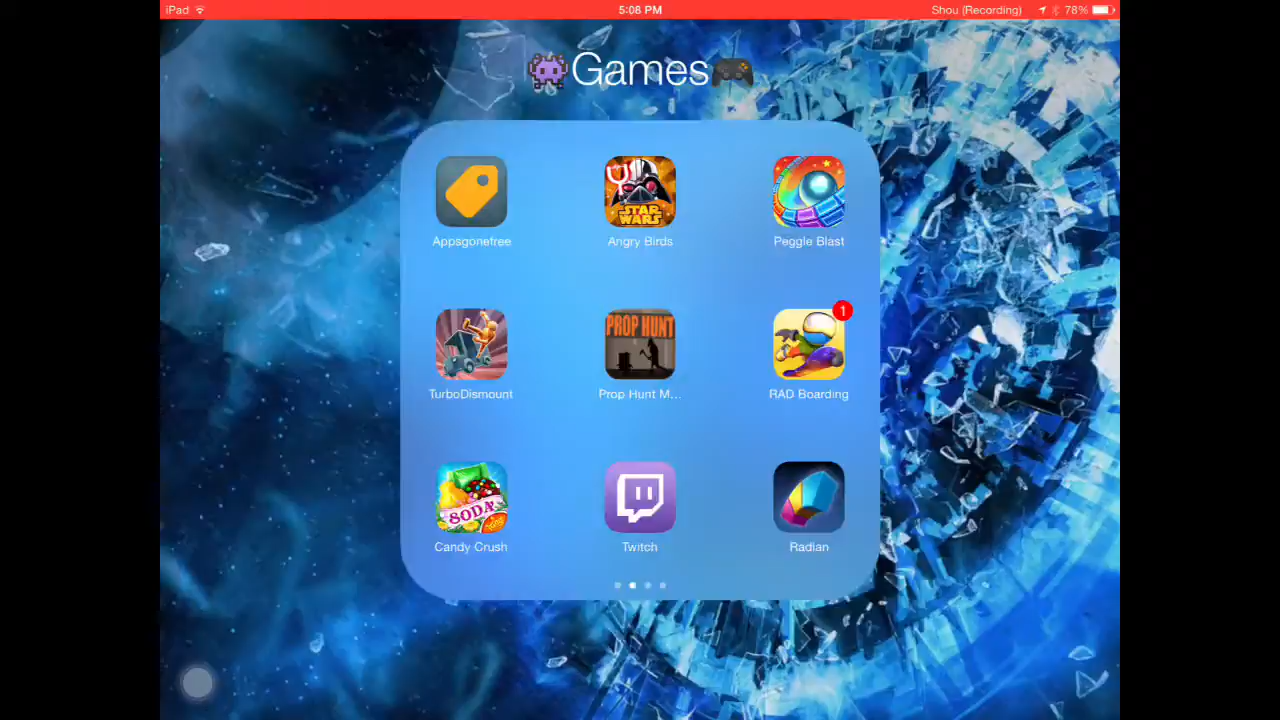 iPad 5:08 PM Shou (Recording) 78%
Games
Appsgonefree Angry Birds Peggle Blast
STAR WARS
PROP HUNT 1
TurboDismount Prop Hunt M... RAD Boarding
SODA
Candy Crush Twitch Radian